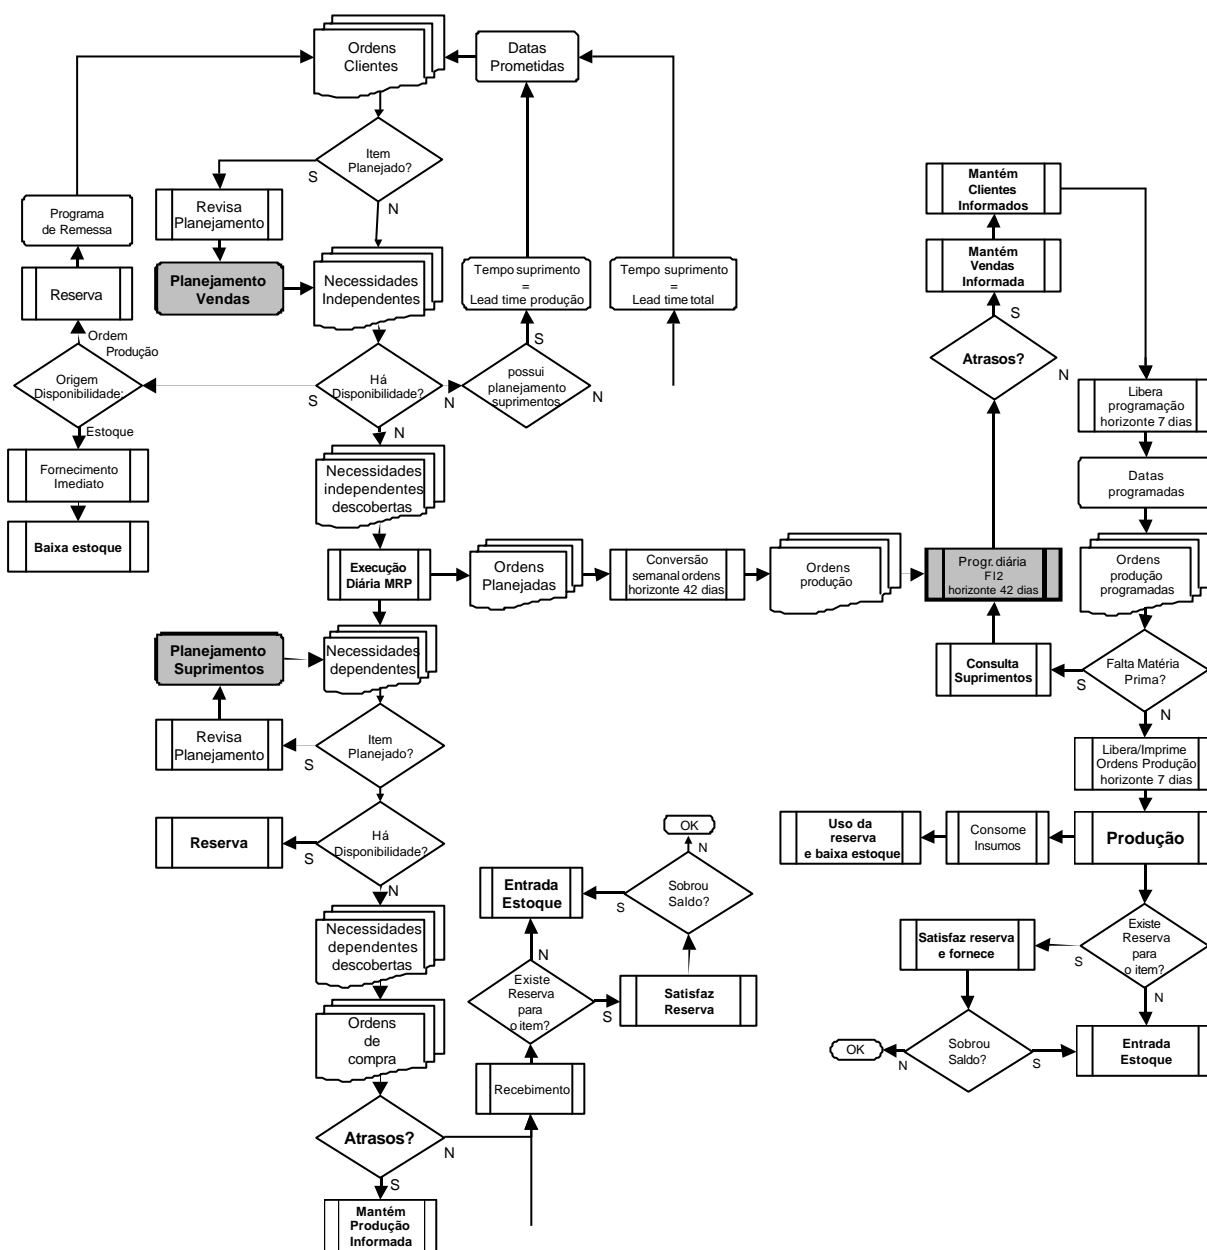 Ordens
Clientes
Datas
Prometidas
Item
Planejado?
S
N
Revisa
Planejamento
Programa
de Remessa
Planejamento
Vendas
Necessidades
Independentes
Reserva
Tempo suprimento
=
Lead time produção
Tempo suprimento
=
Lead time total
Ordem
Produção
Origem
Disponibilidade:
Estoque
Há
Disponibilidade?
S
N
N
possui
planejamento
suprimentos
S
N
Fornecimento
Imediato
Baixa estoque
Necessidades
independentes
descobertas
Execução
Diária MRP
Ordens
Planejadas
Conversão
semanal ordens
horizonte 42 dias
Ordens
produção
Progr. diária
FI2
horizonte 42 dias
Mantém
Clientes
Informados
Mantém
Vendas
Informada
S
Atrasos?
N
Libera
programação
horizonte 7 dias
Datas
programadas
Ordens
produção
programadas
Falta Matéria
Prima?
S
N
Consulta
Suprimentos
Libera/Imprime
Ordens Produção
horizonte 7 dias
Produção
Consome
Insumos
Uso da
reserva
e baixa estoque
Existe
Reserva
para
o item?
S
N
Satisfaz reserva
e fornece
Sobrou
Saldo?
N
S
OK
Entrada
Estoque
Planejamento
Suprimentos
Necessidades
dependentes
Revisa
Planejamento
Item
Planejado?
S
Reserva
Há
Disponibilidade?
S
N
Necessidades
dependentes
descobertas
Ordens
de
compra
Atrasos?
N
S
Mantém
Produção
Informada
Recebimento
Existe
Reserva
para
o item?
N
S
Entrada
Estoque
Satisfaz
Reserva
Sobrou
Saldo?
S
N
OK